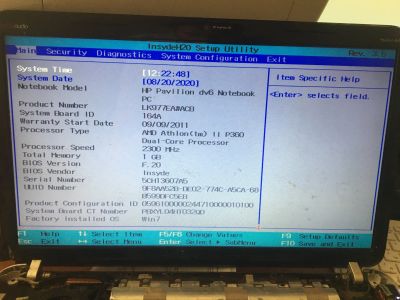 InsydeH20 Setup Utility
Rev. 3.5
Main Security Diagnostics System Configuration Exit
System Time [12:22:48]
System Date [08/20/2020]
Notebook Model HP Pavilion dv6 Notebook
PC
Product Number LK977EA#ACB
System Board ID 164A
Warranty Start Date 09/09/2011
Processor Type AMD Athlon(tm) II P360
Dual-Core Processor
Processor Speed 2300 MHz
Total Memory 1 GB
BIOS Version F.20
BIOS Vendor Insyde
Serial Number 5CH13607A5
UUID Number
Product Configuration ID
System Board CT Number
Factory Installed OS Win7
Item Specific Help
<Enter> selects field.
F1 Help ↑↓ Select Item F5/F6 Change Values F9 Setup Defaults
Esc Exit ←→ Select Menu Enter Select ▶ SubMenu F10 Save and Exit